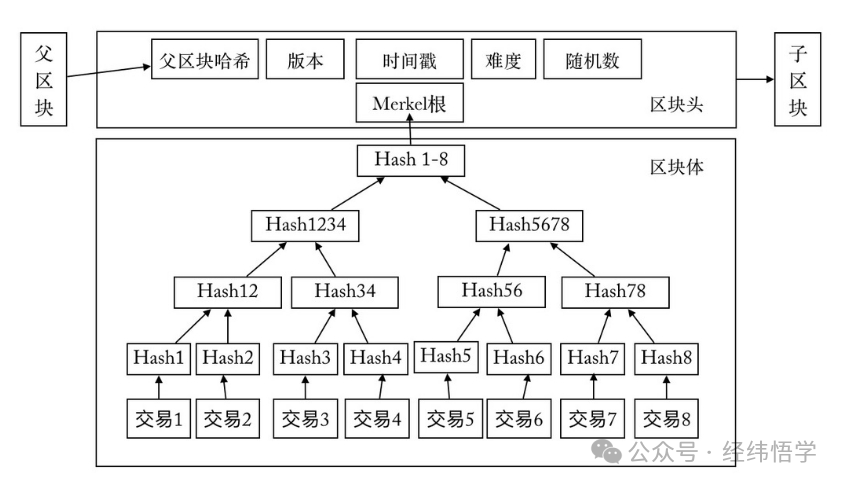 父区块
父区块哈希
版本
时间戳
难度
随机数
Merkel根
区块头
子区块
Hash 1-8
区块体
Hash1234
Hash5678
Hash12
Hash34
Hash56
Hash78
Hash1
Hash2
Hash3
Hash4
Hash5
Hash6
Hash7
Hash8
交易1
交易2
交易3
交易4
交易5
交易6
交易7
交易8
公众号·经纬悟学